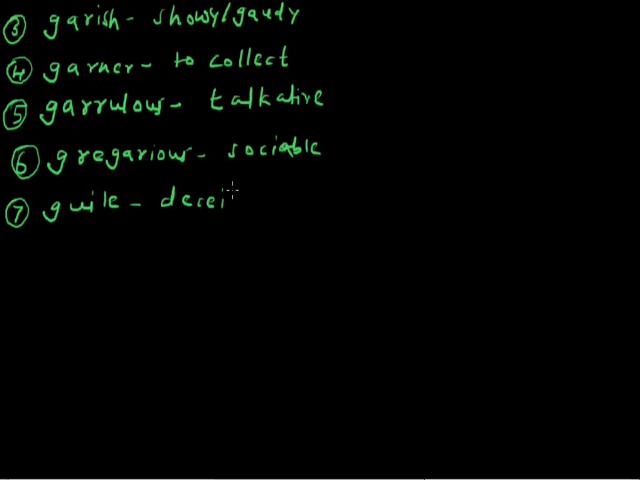 ③ garish - showy/gaudy
④ garner - to collect
⑤ garrulous - talkative
⑥ gregarious - sociable
⑦ guile - decei